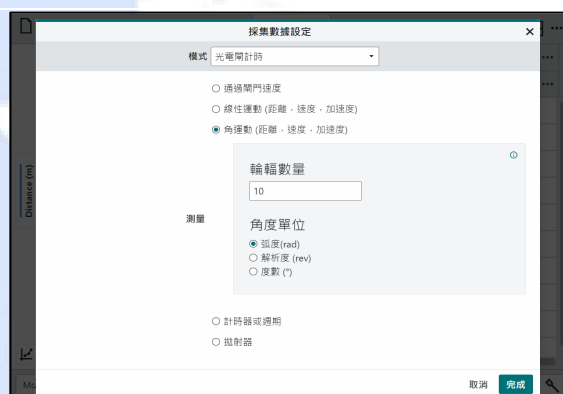 採集數據設定
模式 光電閘計時
通過閘門速度
線性運動 (距離，速度，加速度)
角運動 (距離，速度，加速度)
輪輻數量
10
測量
角度單位
弧度(rad)
解析度 (rev)
度數 (°)
計時器或週期
拋射器
取消 完成
Distance (m)
Mo